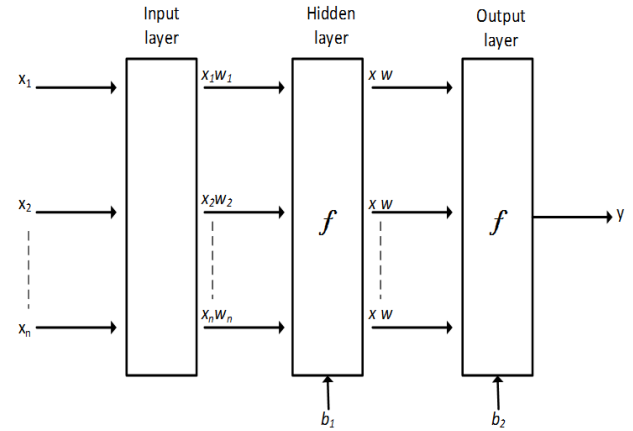 Input
layer
Hidden
layer
Output
layer
x₁
x₁w₁
x w
x₂
x₂w₂
x w
f
f
y
xₙ
xₙwₙ
x w
b₁
b₂